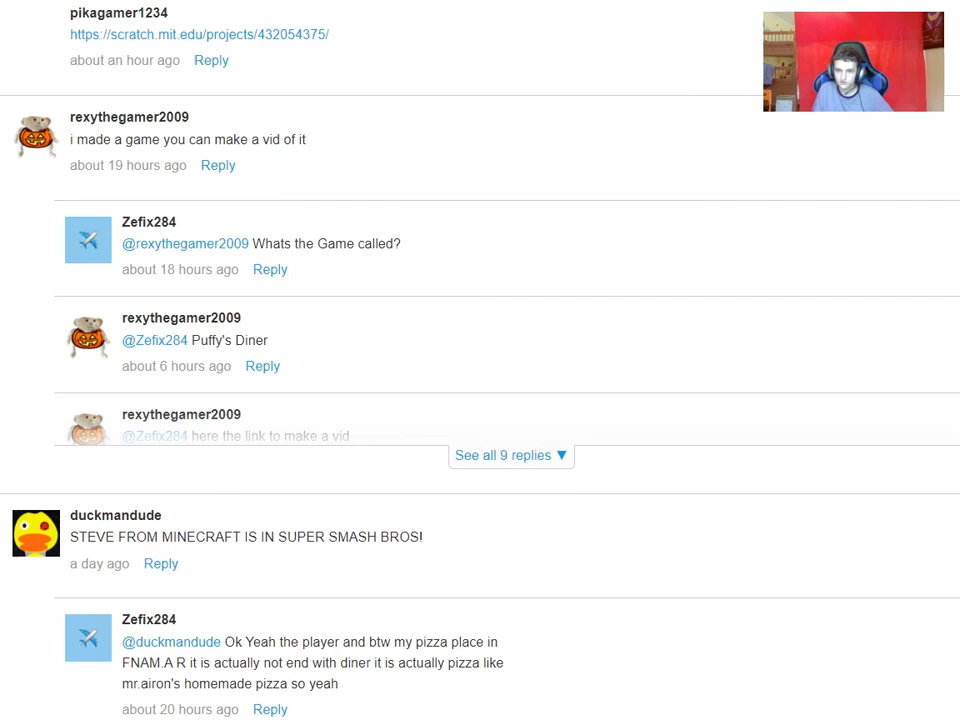 pikagamer1234
https://scratch.mit.edu/projects/432054375/
about an hour ago Reply
rexythegamer2009
i made a game you can make a vid of it
about 19 hours ago Reply
Zefix284
@rexythegamer2009 Whats the Game called?
about 18 hours ago Reply
rexythegamer2009
@Zefix284 Puffy's Diner
about 6 hours ago Reply
rexythegamer2009
@Zefix284 here the link to make a vid
See all 9 replies ▼
duckmandude
STEVE FROM MINECRAFT IS IN SUPER SMASH BROS!
a day ago Reply
Zefix284
@duckmandude Ok Yeah the player and btw my pizza place in
FNAM.A R it is actually not end with diner it is actually pizza like
mr.airon's homemade pizza so yeah
about 20 hours ago Reply